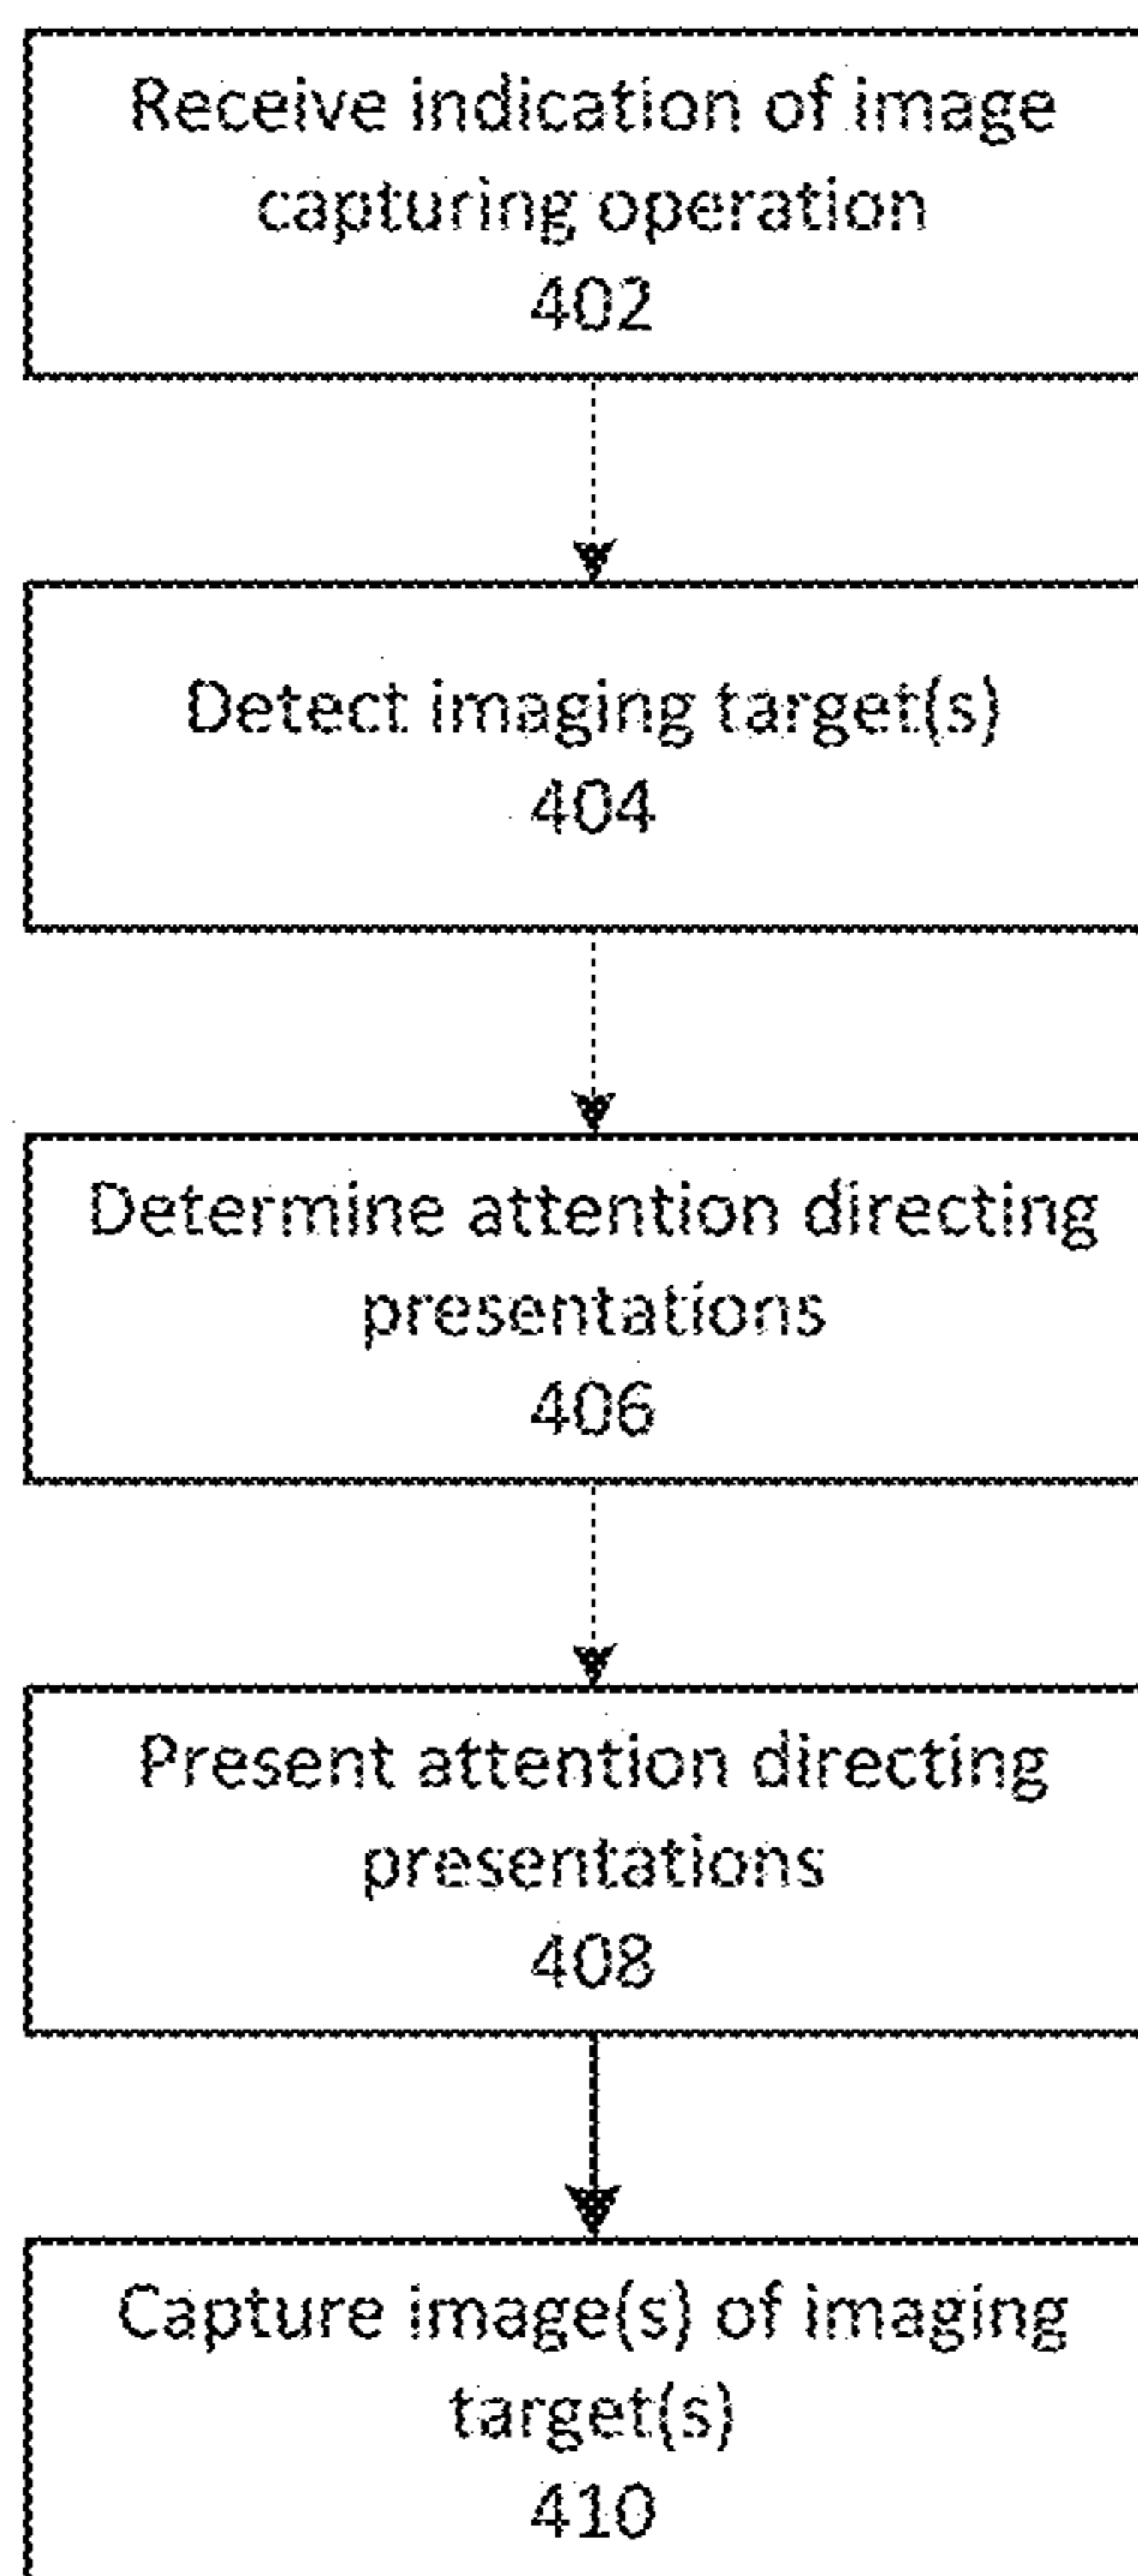 Receive indication of image
capturing operation
402
Detect imaging target(s)
404
Determine attention directing
presentations
406
Present attention directing
presentations
408
Capture image(s) of imaging
target(s)
410